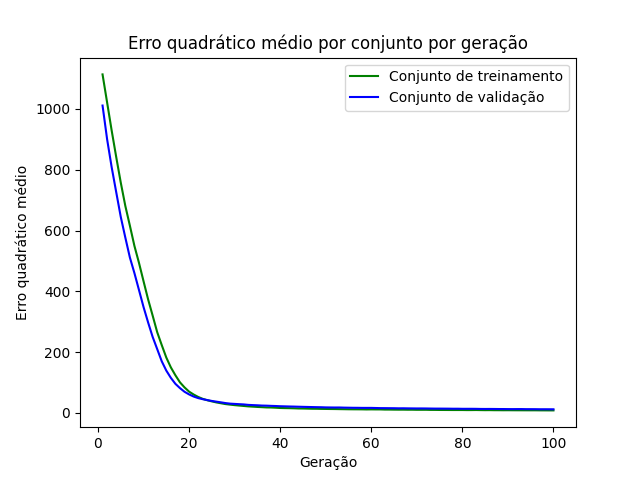 Erro quadrático médio por conjunto por geração
Conjunto de treinamento
Conjunto de validação
Erro quadrático médio
1000
800
600
400
200
0
0 20 40 60 80 100
Geração